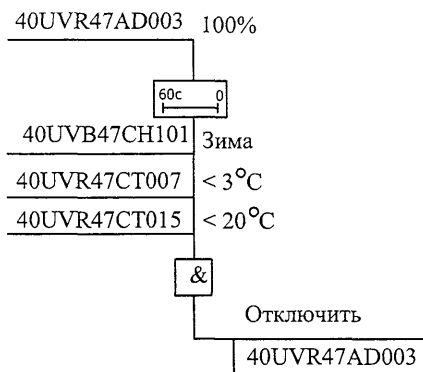 40UVR47AD003 100%
60с 0
40UVB47CH101 Зима
40UVR47CT007 < 3°C
40UVR47CT015 < 20°C
&
Отключить
40UVR47AD003